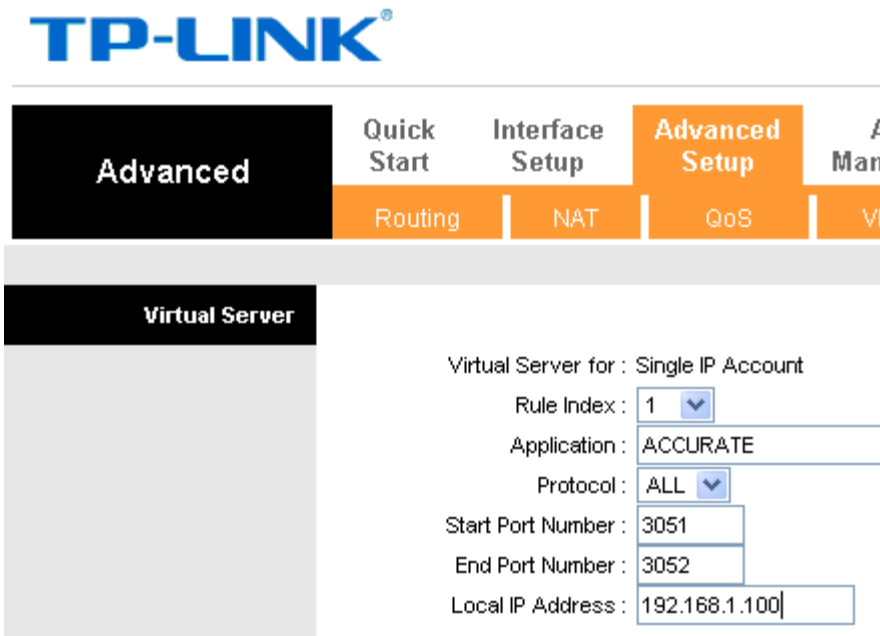 TP-LINK®
Advanced
Quick Start
Interface Setup
Advanced Setup
Routing
NAT
QoS
Virtual Server
Virtual Server for : Single IP Account
Rule Index : 1
Application : ACCURATE
Protocol : ALL
Start Port Number : 3051
End Port Number : 3052
Local IP Address : 192.168.1.100